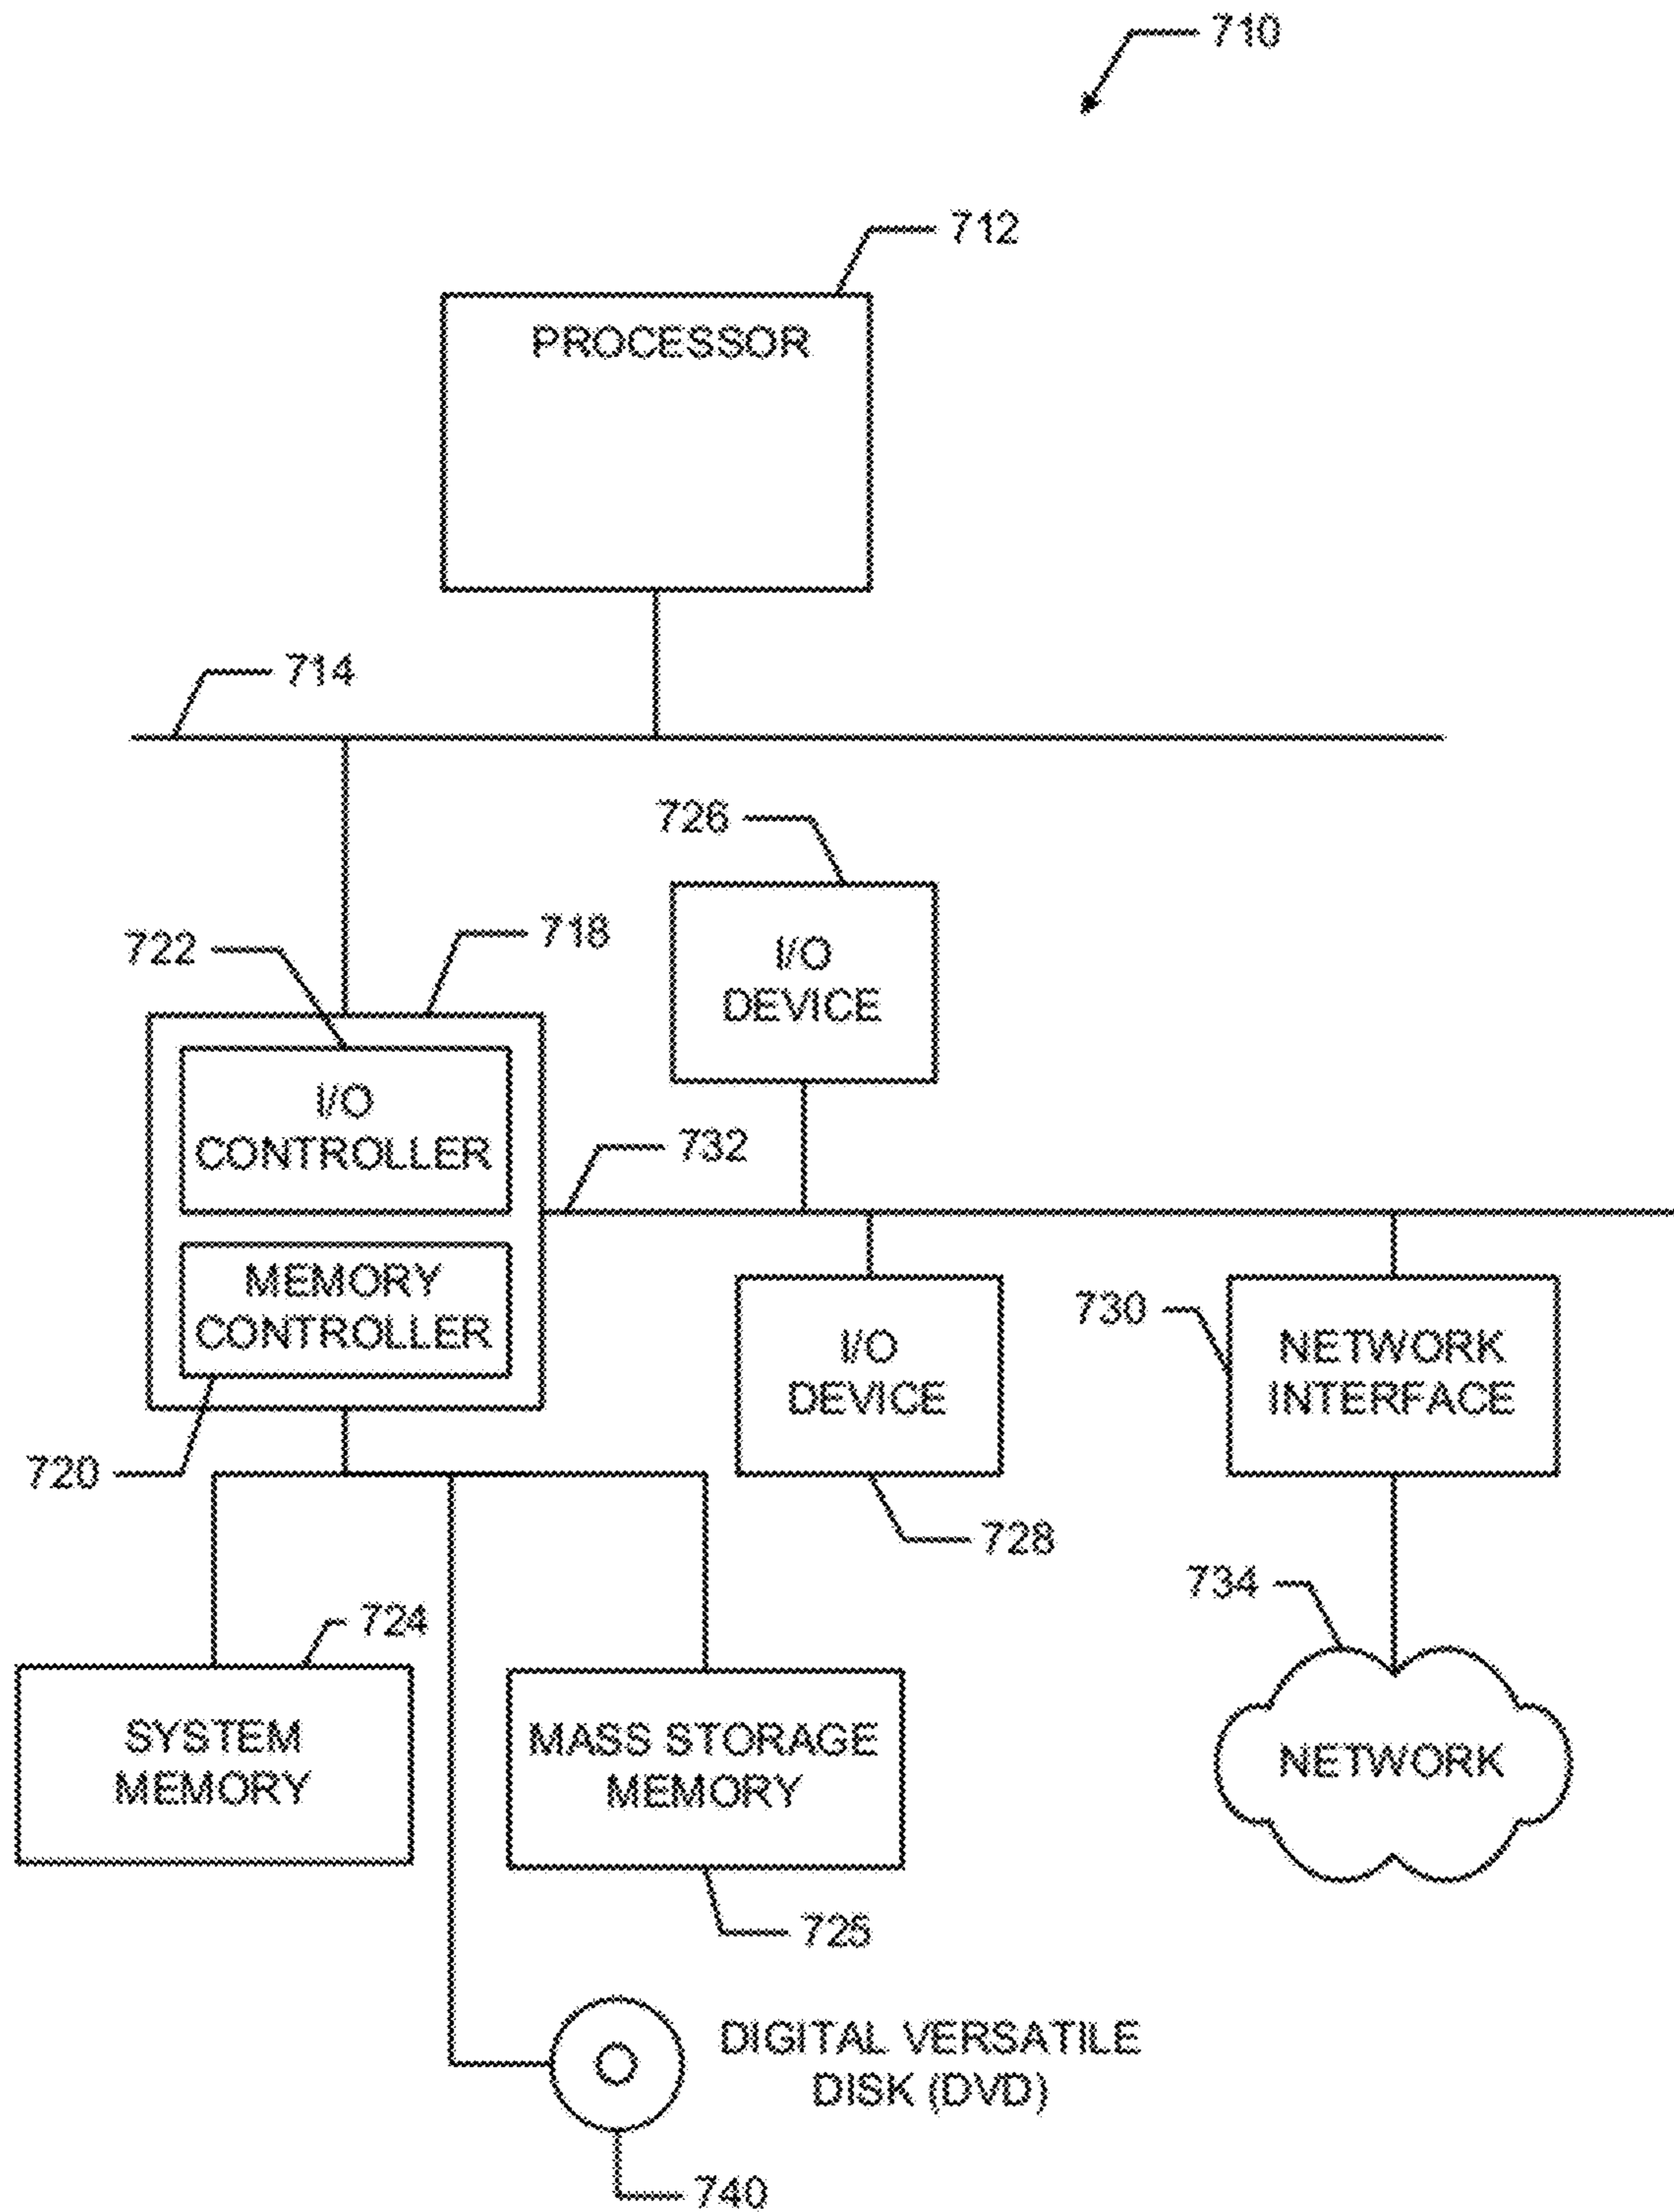 710
712
PROCESSOR
714
726
I/O
DEVICE
722
718
I/O
CONTROLLER
732
MEMORY
CONTROLLER
720
I/O
DEVICE
728
730
NETWORK
INTERFACE
734
NETWORK
724
SYSTEM
MEMORY
MASS STORAGE
MEMORY
725
DIGITAL VERSATILE
DISK (DVD)
740